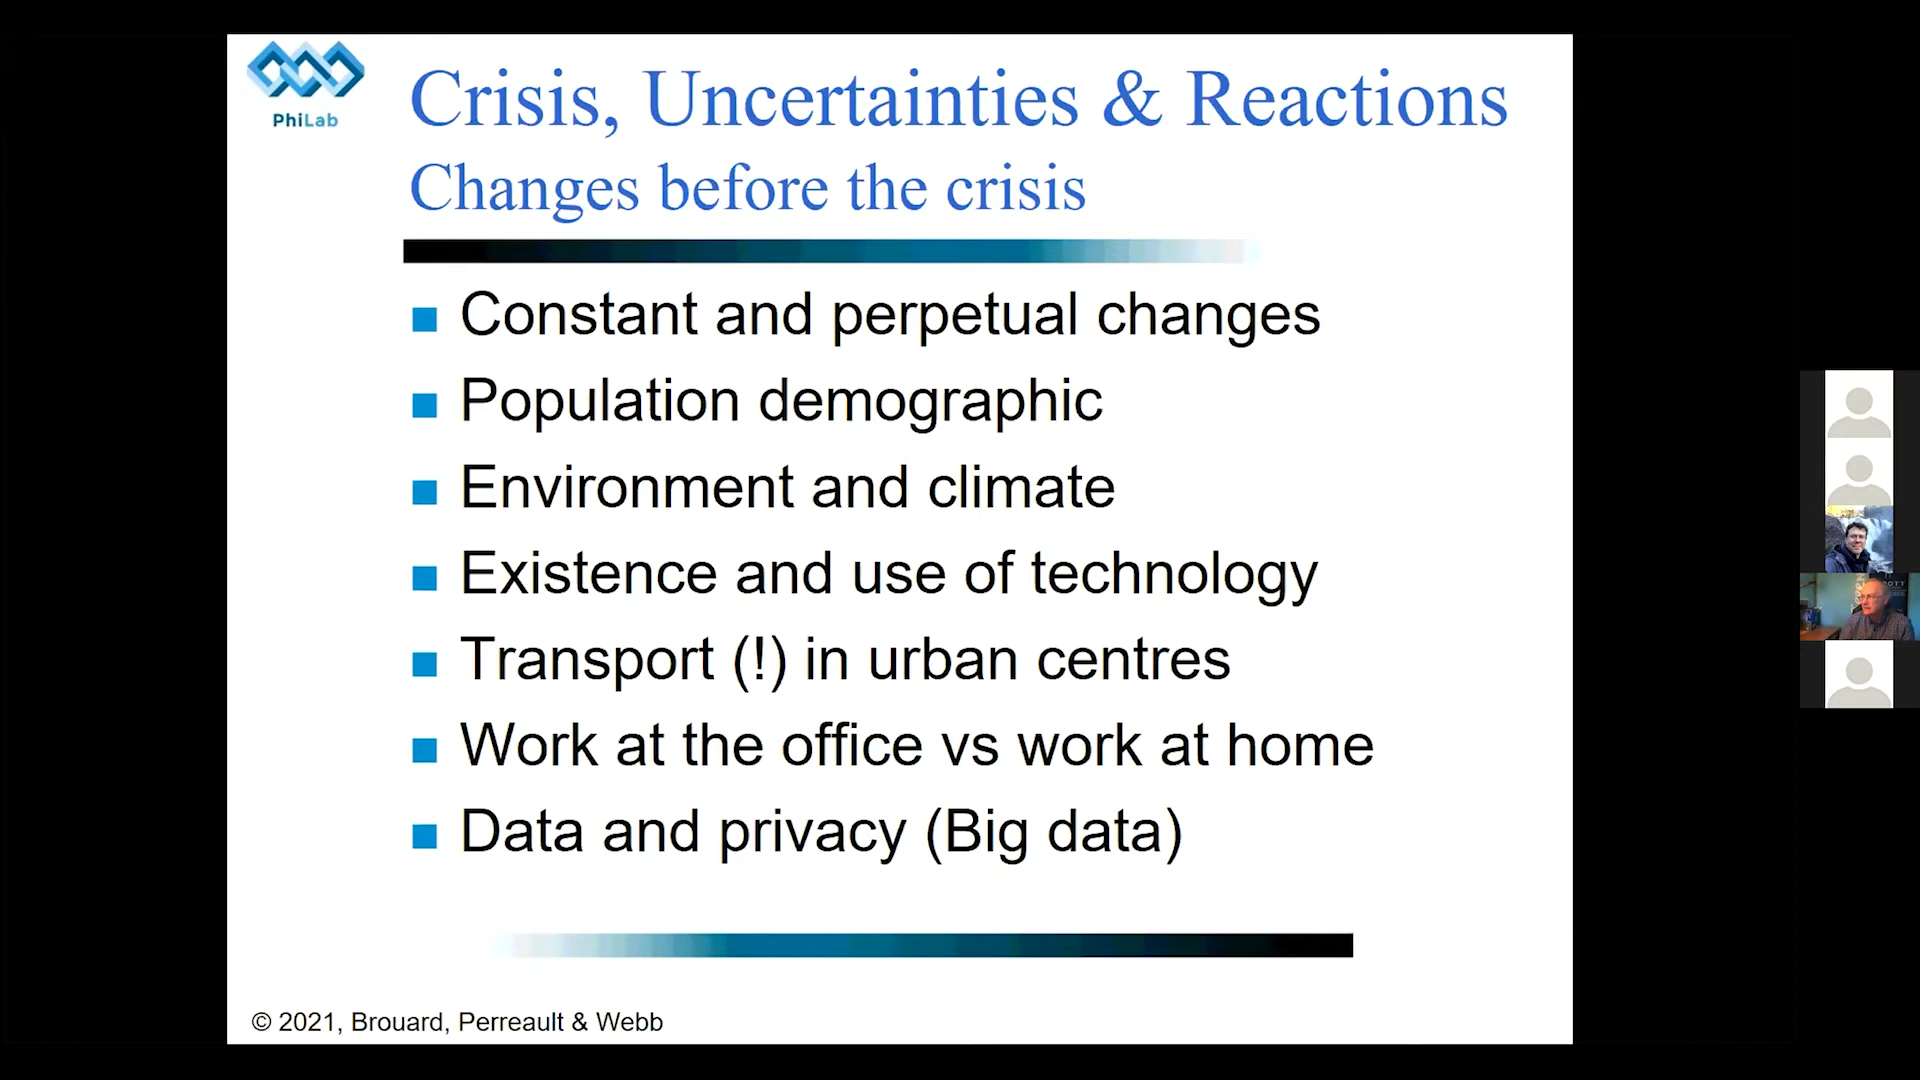 PhiLab
Crisis, Uncertainties & Reactions
Changes before the crisis
Constant and perpetual changes
Population demographic
Environment and climate
Existence and use of technology
Transport (!) in urban centres
Work at the office vs work at home
Data and privacy (Big data)
© 2021, Brouard, Perreault & Webb